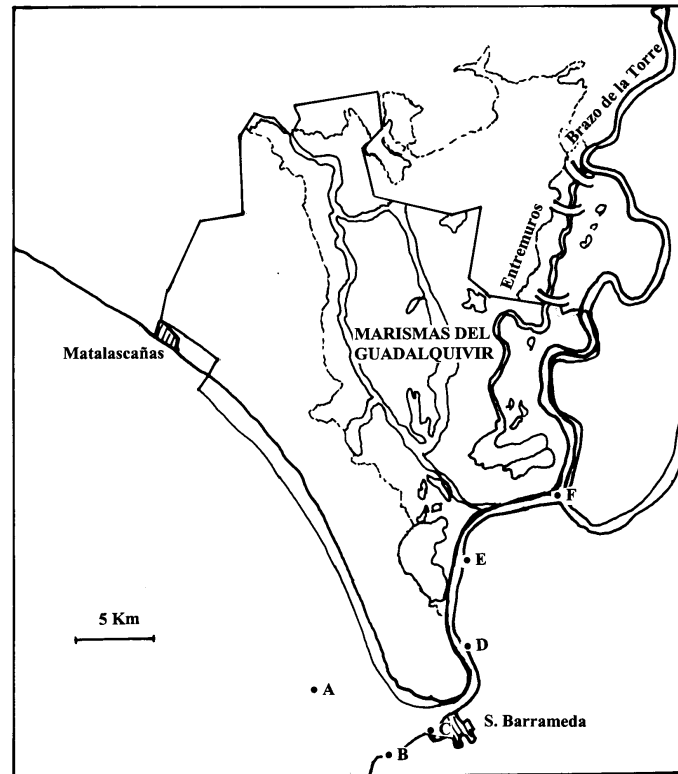 Brazo de la Torre
Entremuros
MARISMAS DEL
GUADALQUIVIR
Matalascañas
F
E
5 Km
D
A
S. Barrameda
C
B